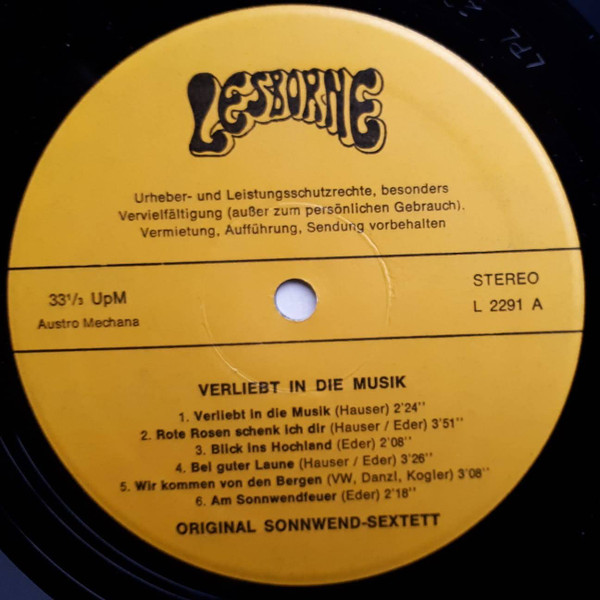 LPL
LESBORNE
Urheber- und Leistungsschutzrechte, besonders
Vervielfältigung (außer zum persönlichen Gebrauch).
Vermietung, Aufführung, Sendung vorbehalten
33¹/₃ UpM
Austro Mechana
STEREO
L 2291 A
VERLIEBT IN DIE MUSIK
1. Verliebt in die Musik (Hauser) 2'24''
2. Rote Rosen schenk ich dir (Hauser / Eder) 3'51''
3. Blick ins Hochland (Eder) 2'08''
4. Bei guter Laune (Hauser / Eder) 3'26''
5. Wir kommen von den Bergen (VW, Danzl, Kogler) 3'08''
6. Am Sonnwendfeuer (Eder) 2'18''
ORIGINAL SONNWEND-SEXTETT